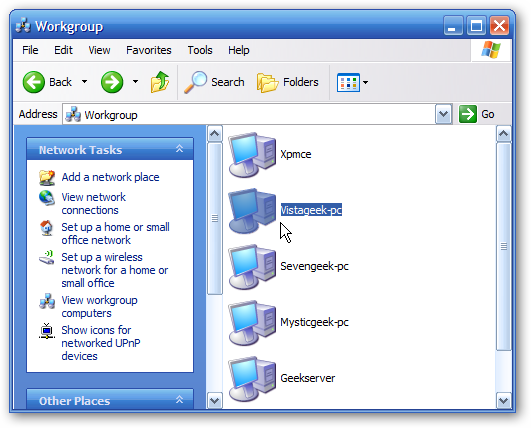 Workgroup
File Edit View Favorites Tools Help
Back Search Folders
Address Workgroup Go
Network Tasks
Add a network place
View network
connections
Set up a home or small
office network
Set up a wireless
network for a home or
small office
View workgroup
computers
Show icons for
networked UPnP
devices
Other Places
Xpmce
Vistageek-pc
Sevengeek-pc
Mysticgeek-pc
Geekserver